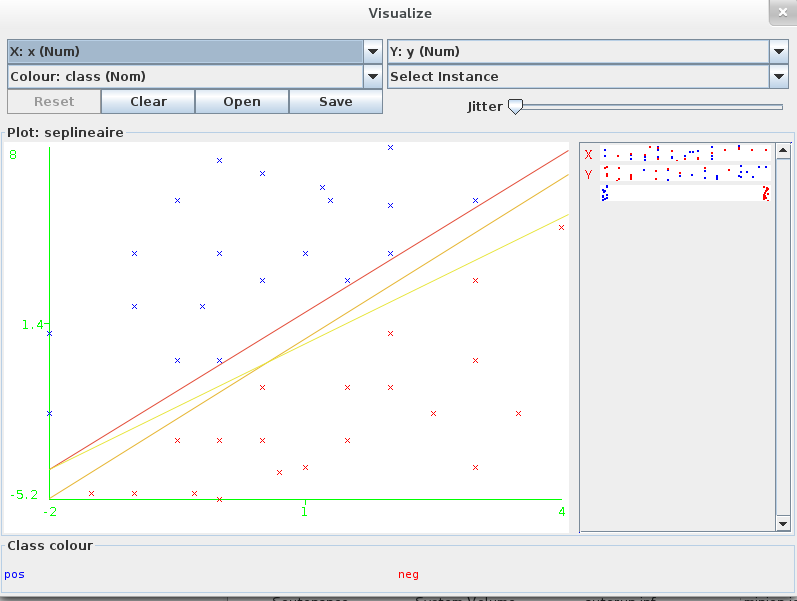 Visualize
X: x (Num)
Y: y (Num)
Colour: class (Nom)
Select Instance
Reset
Clear
Open
Save
Jitter
Plot: seplineaire
8
1.4
-5.2
-2
1
4
X
Y
Class colour
pos
neg